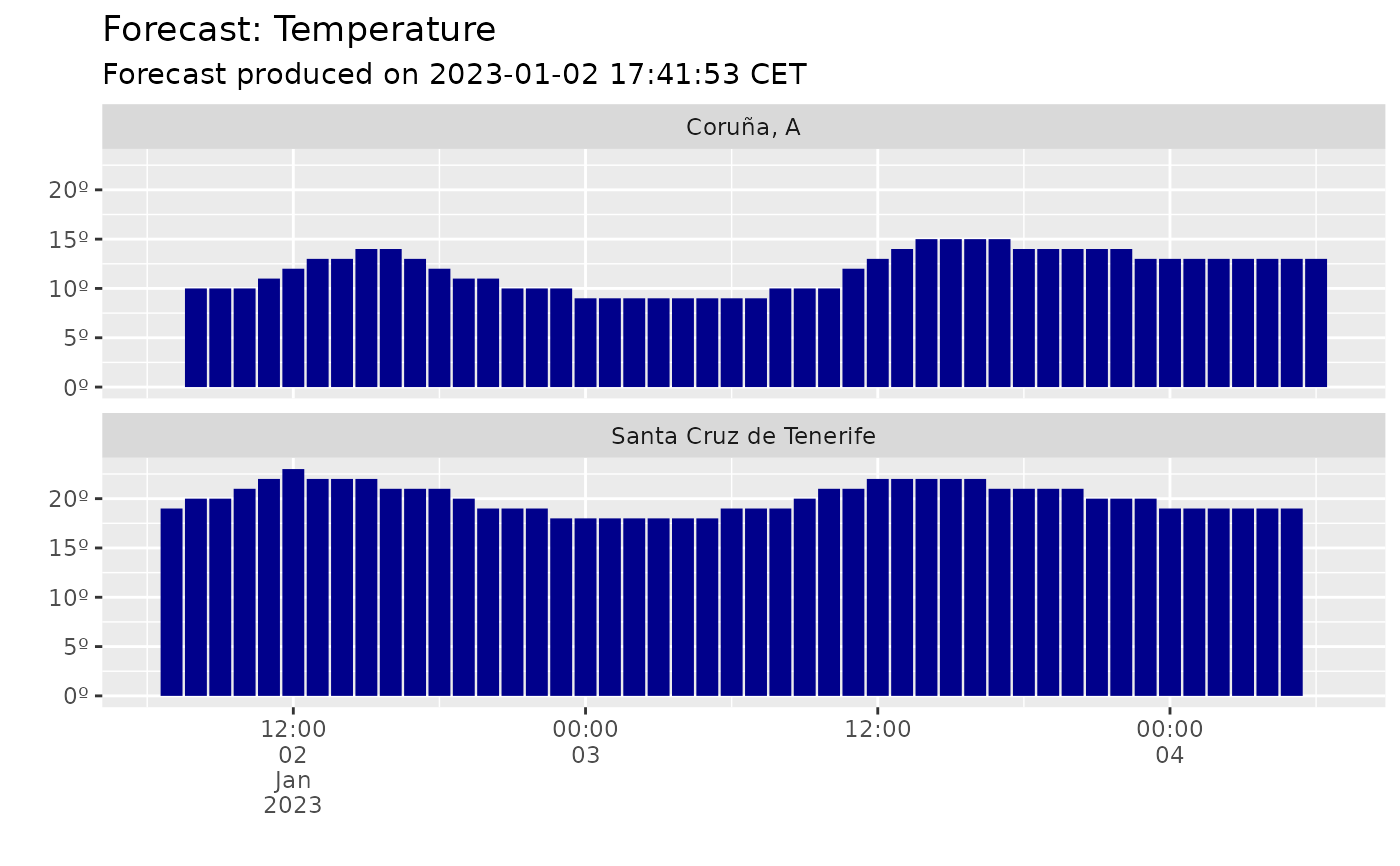 Forecast: Temperature
Forecast produced on 2023-01-02 17:41:53 CET
Coruña, A
20º
15º
10º
5º
0º
Santa Cruz de Tenerife
20º
15º
10º
5º
0º
12:00 00:00 12:00 00:00
02 03 04
Jan
2023